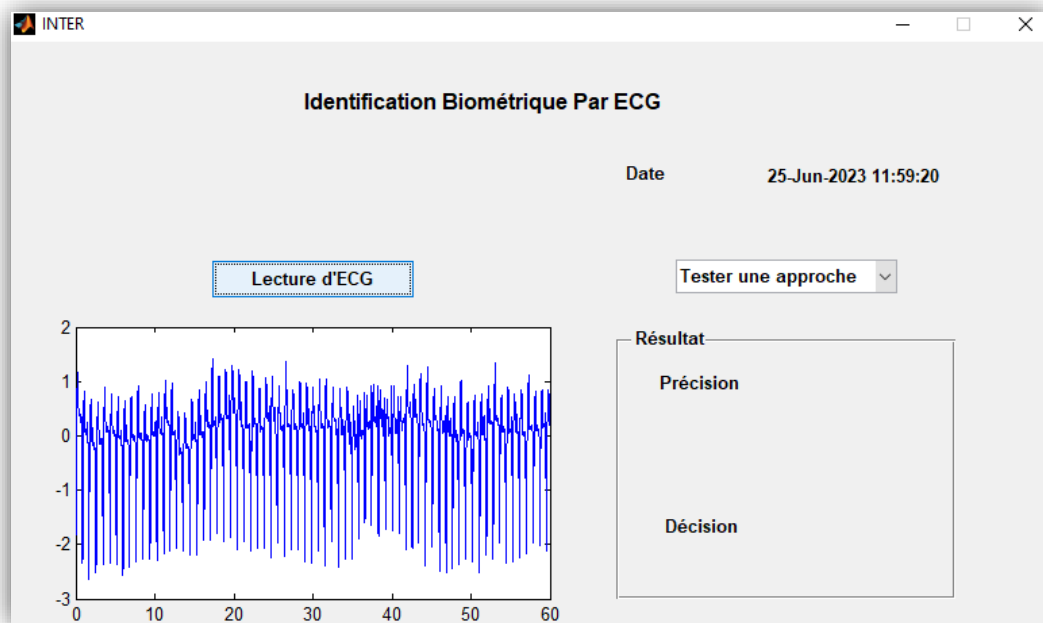 INTER
Identification Biométrique Par ECG
Date 25-Jun-2023 11:59:20
Lecture d'ECG
Tester une approche
2
1
0
-1
-2
-3
0 10 20 30 40 50 60
Résultat
Précision
Décision